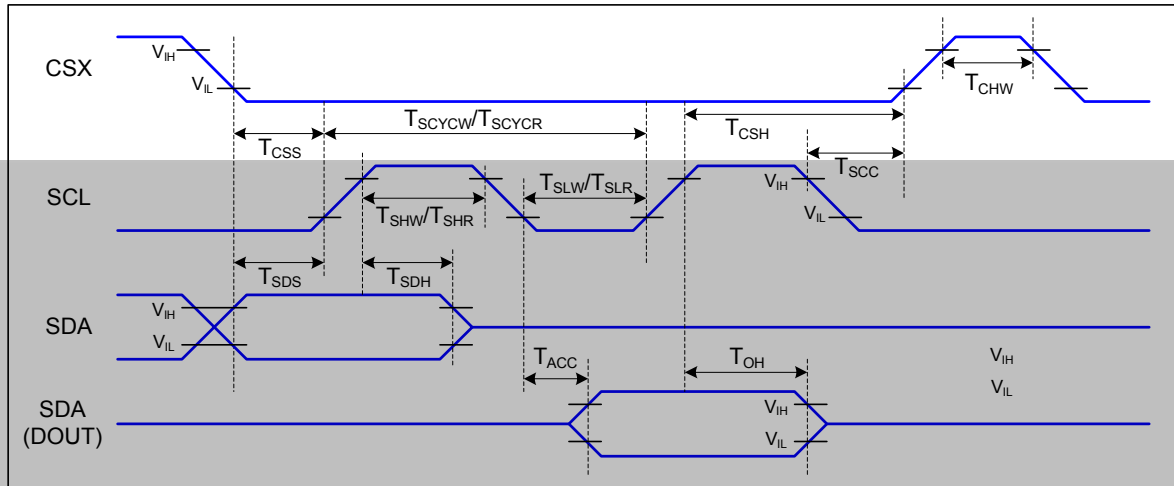 CSX
VIH
VIL
TCHW
TSCYCW/TSCYCR
TCSH
TCSS
TSCC
SCL
TSLW/TSLR
VIH
TSHW/TSHR
VIL
TSDS
TSDH
SDA
VIH
VIL
TACC
TOH
VIH
VIL
SDA
(DOUT)
VIH
VIL